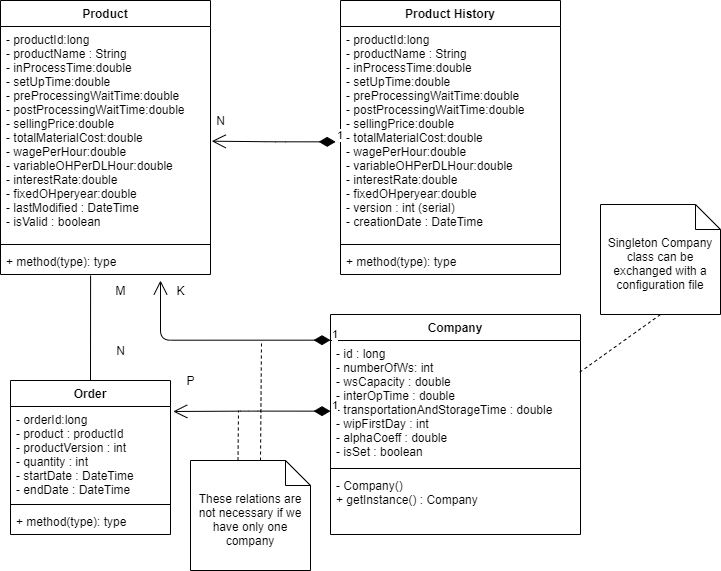 Product
- productId:long
- productName : String
- inProcessTime:double
- setUpTime:double
- preProcessingWaitTime:double
- postProcessingWaitTime:double
- sellingPrice:double
- totalMaterialCost:double
- wagePerHour:double
- variableOHPerDLHour:double
- interestRate:double
- fixedOHperyear:double
- lastModified : DateTime
- isValid : boolean
+ method(type): type
Product History
- productId:long
- productName : String
- inProcessTime:double
- setUpTime:double
- preProcessingWaitTime:double
- postProcessingWaitTime:double
- sellingPrice:double
- totalMaterialCost:double
- wagePerHour:double
- variableOHPerDLHour:double
- interestRate:double
- fixedOHperyear:double
- version : int (serial)
- creationDate : DateTime
+ method(type): type
N
1
Singleton Company
class can be
exchanged with a
configuration file
M
K
N
P
1
1
Company
- id : long
- numberOfWs: int
- wsCapacity : double
- interOpTime : double
- transportationAndStorageTime : double
- wipFirstDay : int
- alphaCoeff : double
- isSet : boolean
- Company()
+ getInstance() : Company
Order
- orderId:long
- product : productId
- productVersion : int
- quantity : int
- startDate : DateTime
- endDate : DateTime
+ method(type): type
These relations are
not necessary if we
have only one
company